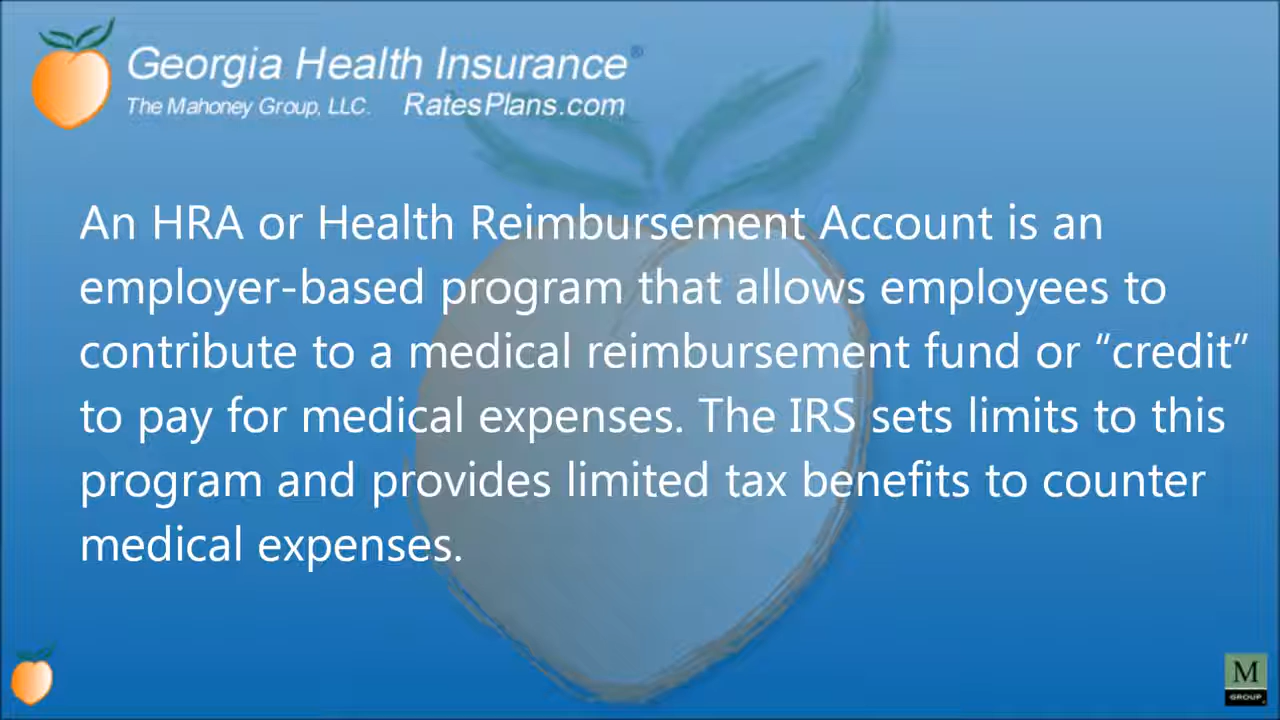 Georgia Health Insurance®
The Mahoney Group, LLC. RatesPlans.com
An HRA or Health Reimbursement Account is an
employer-based program that allows employees to
contribute to a medical reimbursement fund or “credit”
to pay for medical expenses. The IRS sets limits to this
program and provides limited tax benefits to counter
medical expenses.
M
GROUP